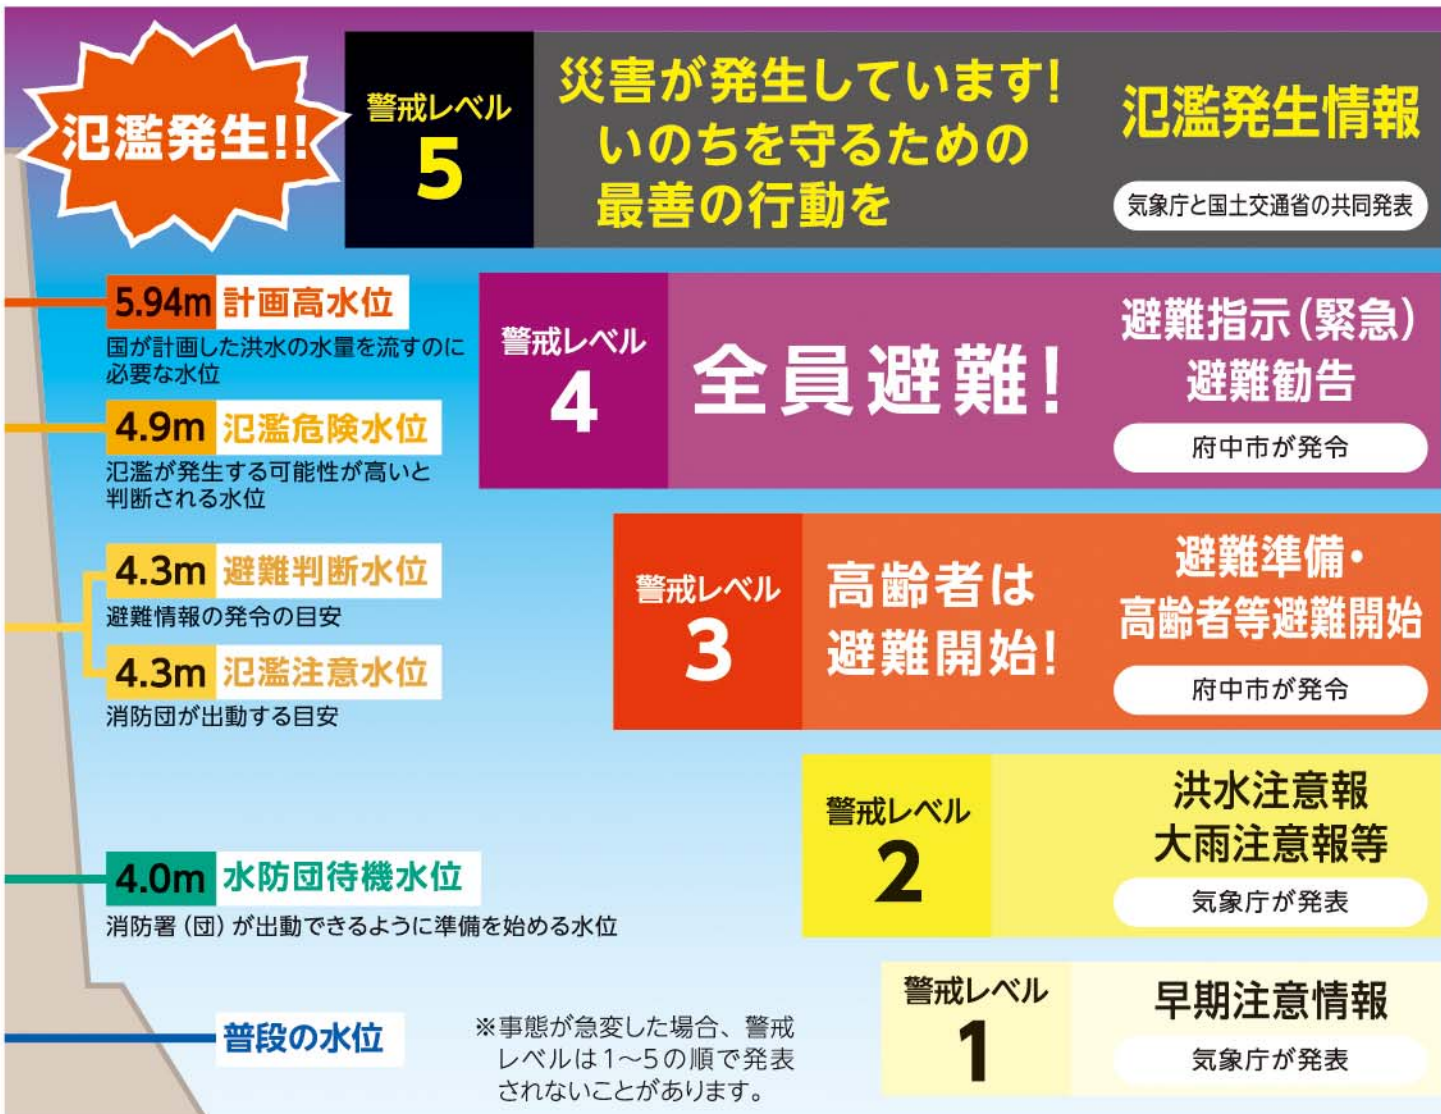 氾濫発生!!
警戒レベル
5
災害が発生しています!
いのちを守るための
最善の行動を
氾濫発生情報
気象庁と国土交通省の共同発表
5.94m 計画高水位
国が計画した洪水の水量を流すのに
必要な水位
4.9m 氾濫危険水位
氾濫が発生する可能性が高いと
判断される水位
警戒レベル
4
全員避難!
避難指示(緊急)
避難勧告
府中市が発令
4.3m 避難判断水位
避難情報の発令の目安
4.3m 氾濫注意水位
消防団が出動する目安
警戒レベル
3
高齢者は
避難開始!
避難準備・
高齢者等避難開始
府中市が発令
4.0m 水防団待機水位
消防署(団)が出動できるように準備を始める水位
警戒レベル
2
洪水注意報
大雨注意報等
気象庁が発表
普段の水位
※事態が急変した場合、警戒
レベルは1〜5の順で発表
されないことがあります。
警戒レベル
1
早期注意情報
気象庁が発表